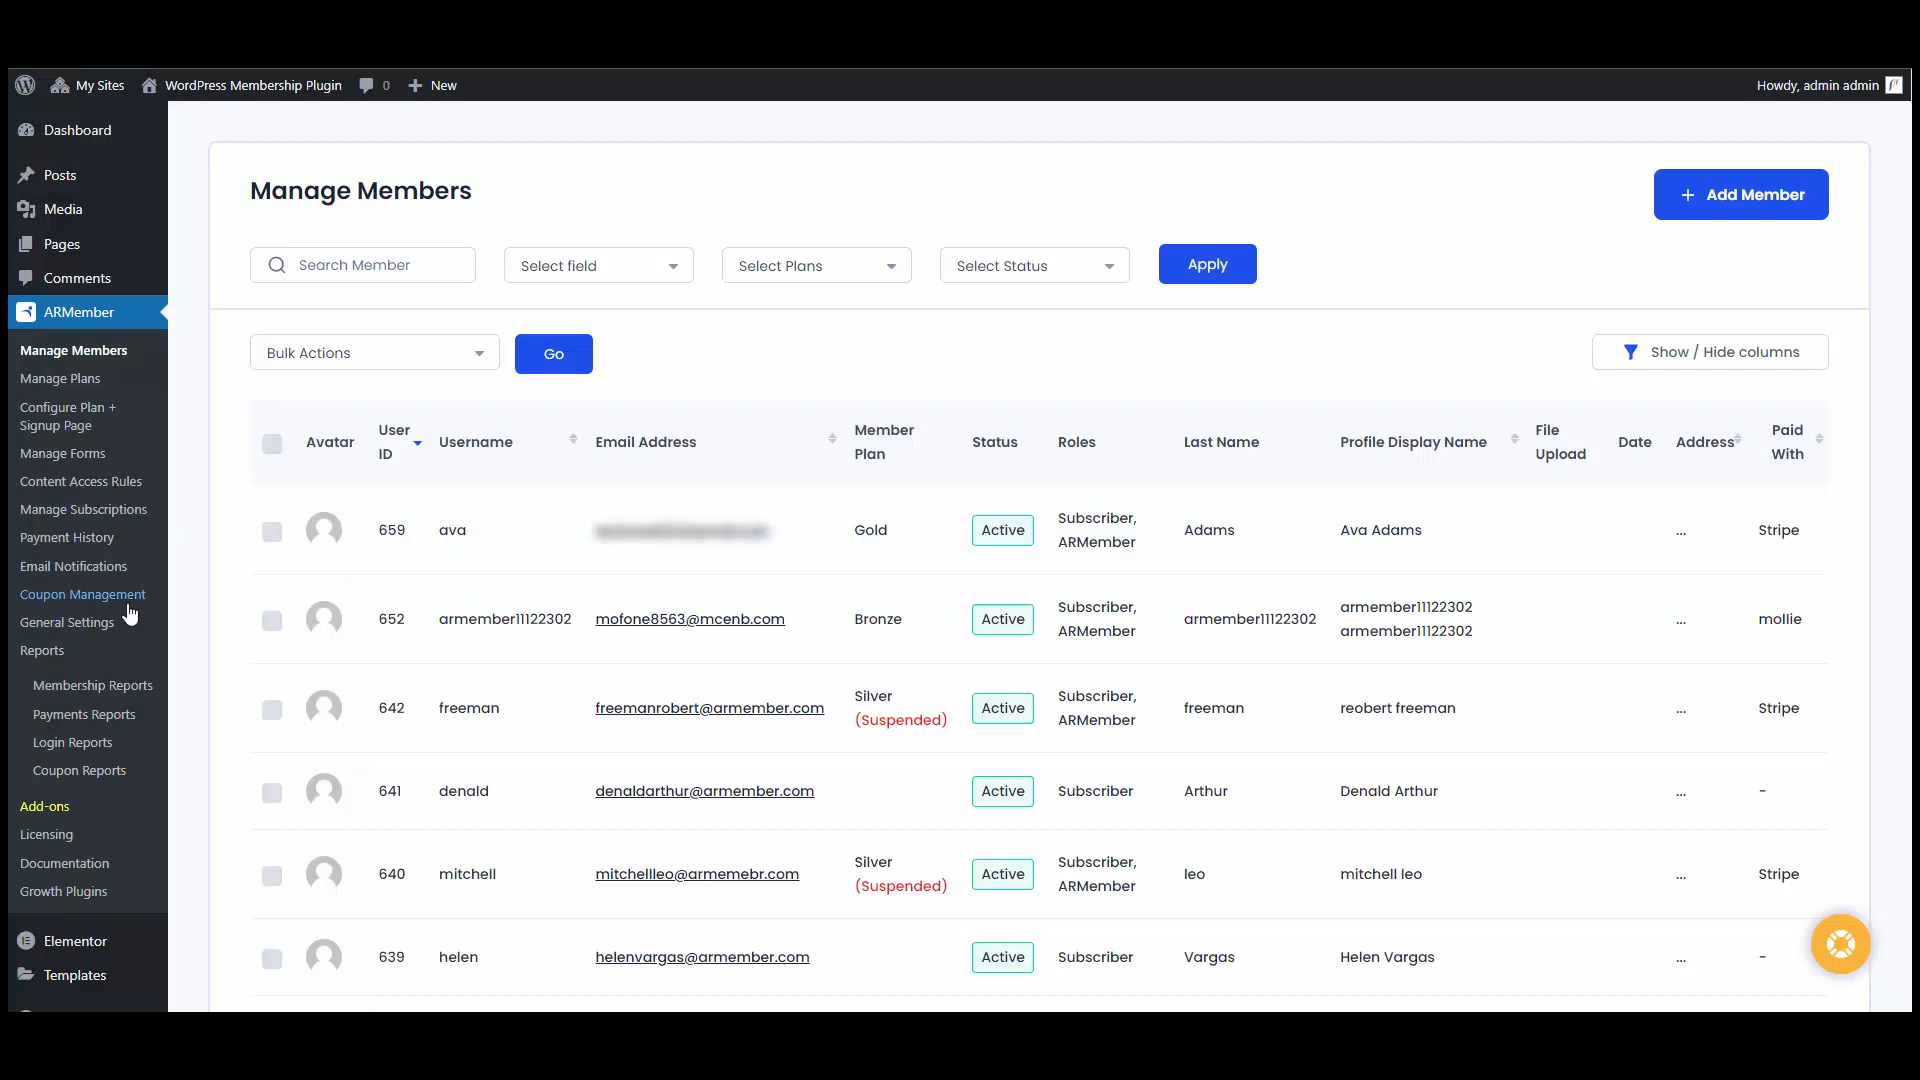 My Sites
WordPress Membership Plugin
0
New
Howdy, admin admin
Dashboard
Posts
Media
Pages
Comments
ARMember
Manage Members
Manage Plans
Configure Plan +
Signup Page
Manage Forms
Content Access Rules
Manage Subscriptions
Payment History
Email Notifications
Coupon Management
General Settings
Reports
Membership Reports
Payments Reports
Login Reports
Coupon Reports
Add-ons
Licensing
Documentation
Growth Plugins
Elementor
Templates
Manage Members
+ Add Member
Search Member
Select field
Select Plans
Select Status
Apply
Bulk Actions
Go
Show / Hide columns
Avatar
User
ID
Username
Email Address
Member
Plan
Status
Roles
Last Name
Profile Display Name
File
Upload
Date
Address
Paid
With
659
ava
Gold
Active
Subscriber,
ARMember
Adams
Ava Adams
...
Stripe
652
armember11122302
mofone8563@mcenb.com
Bronze
Active
Subscriber,
ARMember
armember11122302
armember11122302
armember11122302
...
mollie
642
freeman
freemanrobert@armember.com
Silver
(Suspended)
Active
Subscriber,
ARMember
freeman
reobert freeman
...
Stripe
641
denald
denaldarthur@armember.com
Active
Subscriber
Arthur
Denald Arthur
...
-
640
mitchell
mitchellleo@armemebr.com
Silver
(Suspended)
Active
Subscriber,
ARMember
leo
mitchell leo
...
Stripe
639
helen
helenvargas@armember.com
Active
Subscriber
Vargas
Helen Vargas
...
-